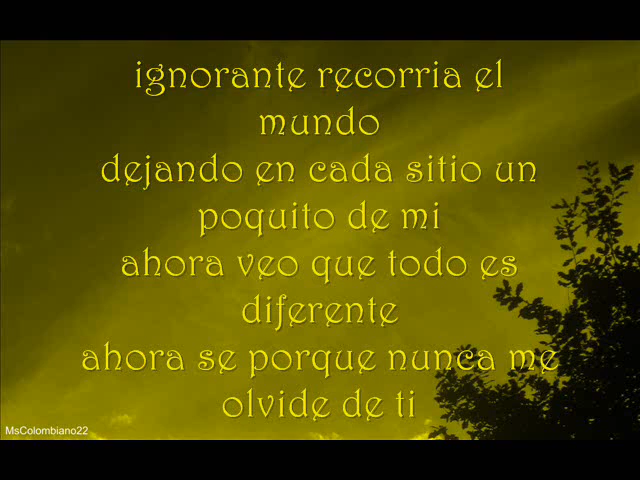 ignorante recorria el
mundo
dejando en cada sitio un
poquito de mi
ahora veo que todo es
diferente
ahora se porque nunca me
olvide de ti
MsColombiano22